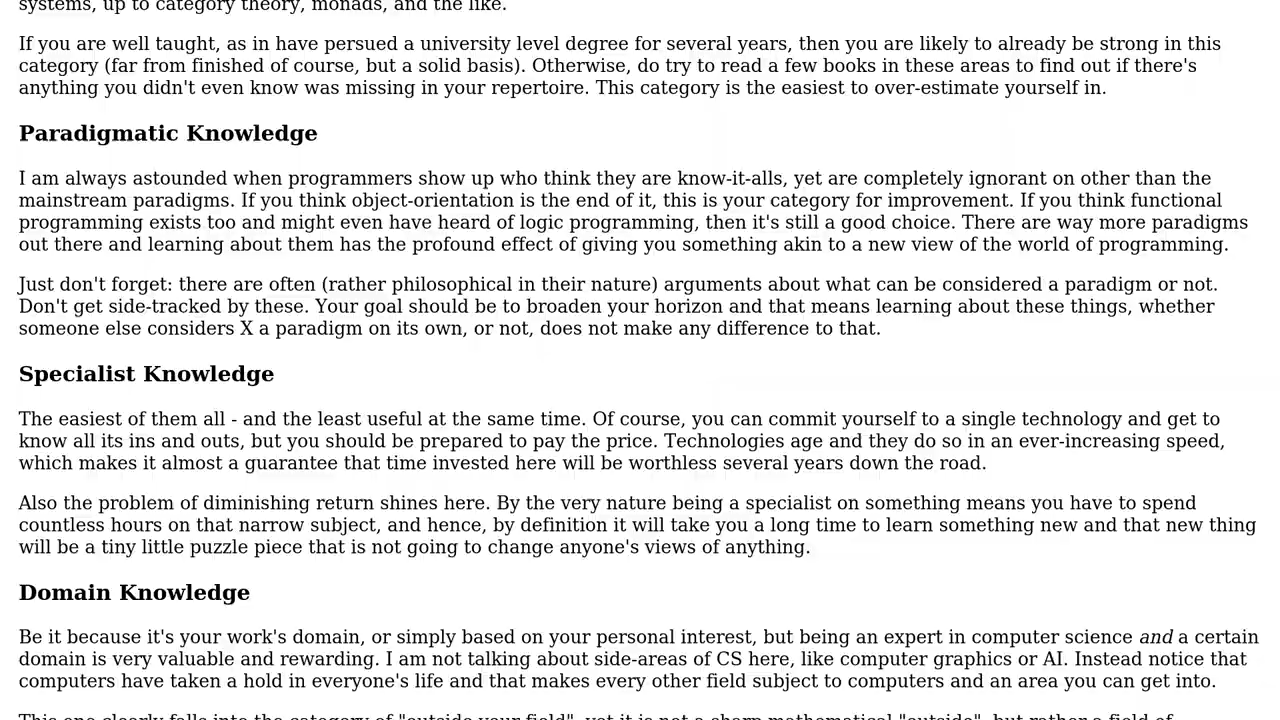 systems, up to category theory, monads, and the like.
If you are well taught, as in have persued a university level degree for several years, then you are likely to already be strong in this
category (far from finished of course, but a solid basis). Otherwise, do try to read a few books in these areas to find out if there's
anything you didn't even know was missing in your repertoire. This category is the easiest to over-estimate yourself in.
Paradigmatic Knowledge
I am always astounded when programmers show up who think they are know-it-alls, yet are completely ignorant on other than the
mainstream paradigms. If you think object-orientation is the end of it, this is your category for improvement. If you think functional
programming exists too and might even have heard of logic programming, then it's still a good choice. There are way more paradigms
out there and learning about them has the profound effect of giving you something akin to a new view of the world of programming.
Just don't forget: there are often (rather philosophical in their nature) arguments about what can be considered a paradigm or not.
Don't get side-tracked by these. Your goal should be to broaden your horizon and that means learning about these things, whether
someone else considers X a paradigm on its own, or not, does not make any difference to that.
Specialist Knowledge
The easiest of them all - and the least useful at the same time. Of course, you can commit yourself to a single technology and get to
know all its ins and outs, but you should be prepared to pay the price. Technologies age and they do so in an ever-increasing speed,
which makes it almost a guarantee that time invested here will be worthless several years down the road.
Also the problem of diminishing return shines here. By the very nature being a specialist on something means you have to spend
countless hours on that narrow subject, and hence, by definition it will take you a long time to learn something new and that new thing
will be a tiny little puzzle piece that is not going to change anyone's views of anything.
Domain Knowledge
Be it because it's your work's domain, or simply based on your personal interest, but being an expert in computer science and a certain
domain is very valuable and rewarding. I am not talking about side-areas of CS here, like computer graphics or AI. Instead notice that
computers have taken a hold in everyone's life and that makes every other field subject to computers and an area you can get into.
This one clearly falls into the category of "outside your field", yet it is not a sharp mathematical "outside", but rather a field of